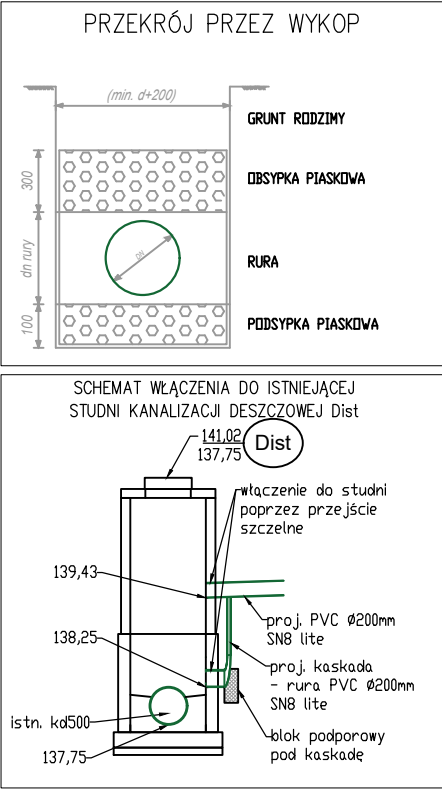 PRZEKRÓJ PRZEZ WYKOP
(min. d+200)
GRUNT RODZIMY
300
OBSYPKA PIASKOWA
dn rury
DN
RURA
100
PODSYPKA PIASKOWA
SCHEMAT WŁĄCZENIA DO ISTNIEJĄCEJ
STUDNI KANALIZACJI DESZCZOWEJ Dist
141,02
137,75
Dist
włączenie do studni
poprzez przejście
szczelne
139,43
proj. PVC Ø200mm
SN8 lite
138,25
proj. kaskada
- rura PVC Ø200mm
SN8 lite
istn. kd500
blok podporowy
pod kaskadę
137,75